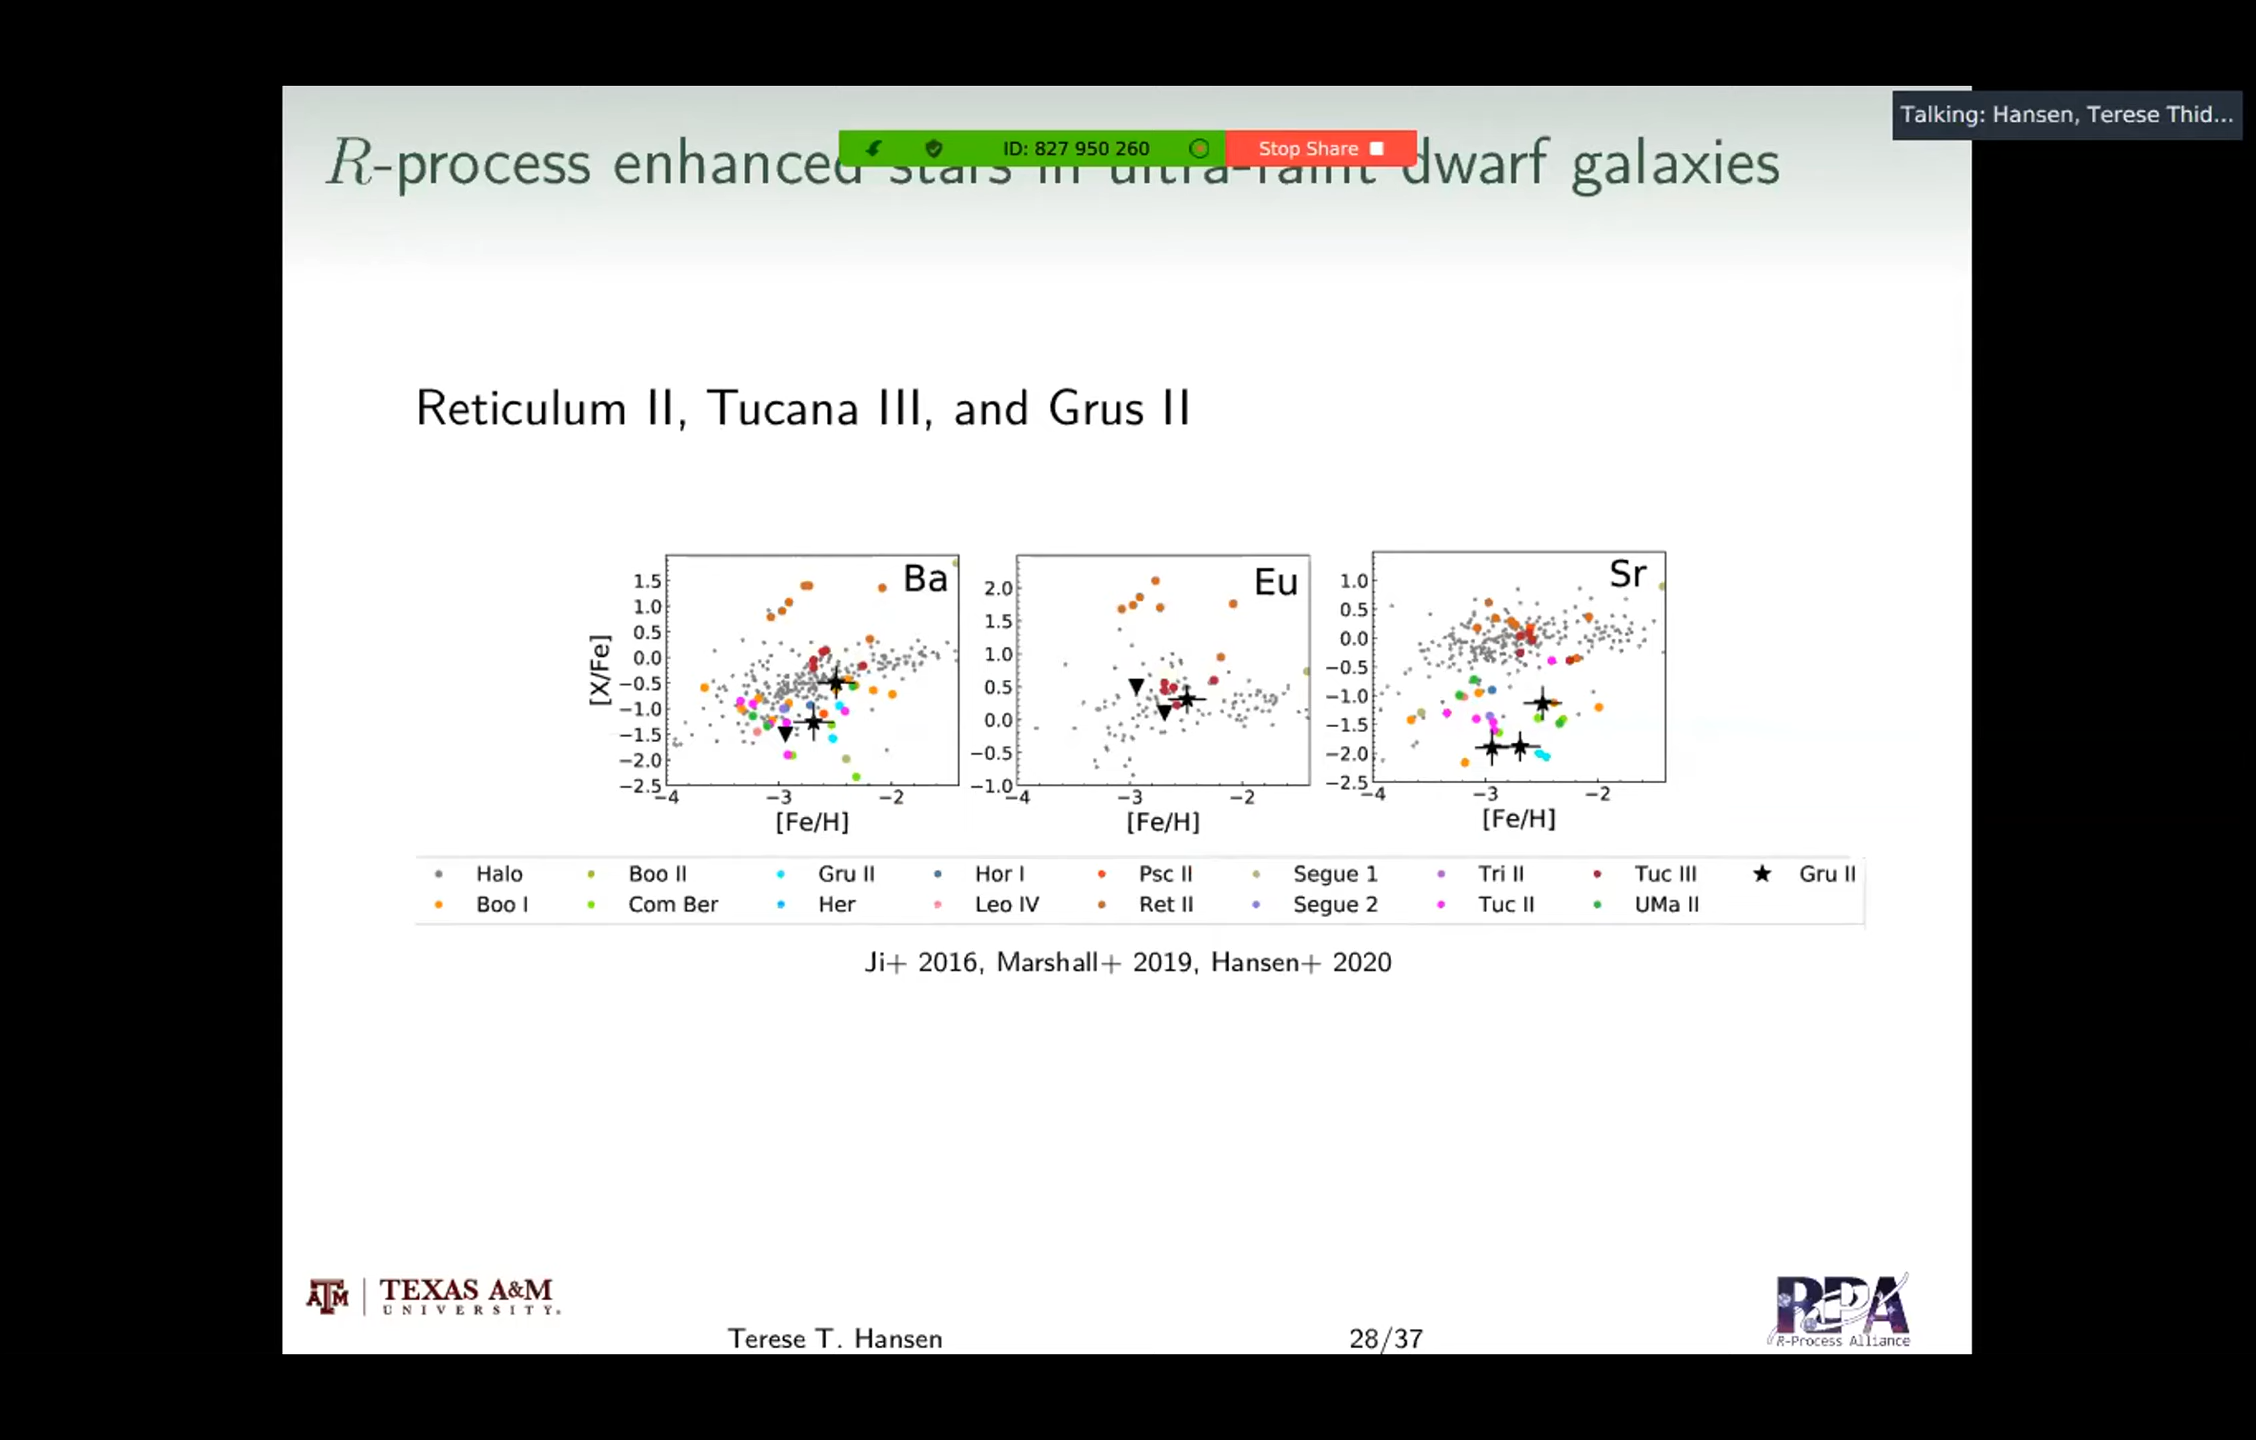 Talking: Hansen, Terese Thid...
ID: 827 950 260 Stop Share
R-process enhanced stars in ultra-faint dwarf galaxies
Reticulum II, Tucana III, and Grus II
Ba
Eu
Sr
[X/Fe]
1.5
1.0
0.5
0.0
−0.5
−1.0
−1.5
−2.0
−2.5
−4 −3 −2
[Fe/H]
2.0
1.5
1.0
0.5
0.0
−0.5
−1.0
−4 −3 −2
[Fe/H]
1.0
0.5
0.0
−0.5
−1.0
−1.5
−2.0
−2.5
−4 −3 −2
[Fe/H]
Halo Boo II Gru II Hor I Psc II Segue 1 Tri II Tuc III Gru II
Boo I Com Ber Her Leo IV Ret II Segue 2 Tuc II UMa II
Ji+ 2016, Marshall+ 2019, Hansen+ 2020
ATM TEXAS A&M
UNIVERSITY.
RPA
R-Process Alliance
Terese T. Hansen 28/37